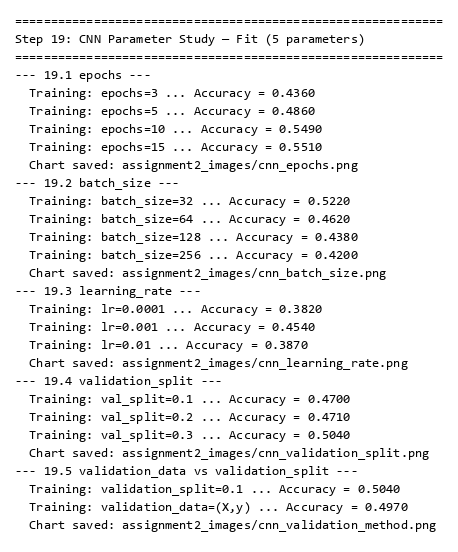 =============================================================
Step 19: CNN Parameter Study — Fit (5 parameters)
=============================================================
--- 19.1 epochs ---
  Training: epochs=3 ... Accuracy = 0.4360
  Training: epochs=5 ... Accuracy = 0.4860
  Training: epochs=10 ... Accuracy = 0.5490
  Training: epochs=15 ... Accuracy = 0.5510
  Chart saved: assignment2_images/cnn_epochs.png
--- 19.2 batch_size ---
  Training: batch_size=32 ... Accuracy = 0.5220
  Training: batch_size=64 ... Accuracy = 0.4620
  Training: batch_size=128 ... Accuracy = 0.4380
  Training: batch_size=256 ... Accuracy = 0.4200
  Chart saved: assignment2_images/cnn_batch_size.png
--- 19.3 learning_rate ---
  Training: lr=0.0001 ... Accuracy = 0.3820
  Training: lr=0.001 ... Accuracy = 0.4540
  Training: lr=0.01 ... Accuracy = 0.3870
  Chart saved: assignment2_images/cnn_learning_rate.png
--- 19.4 validation_split ---
  Training: val_split=0.1 ... Accuracy = 0.4700
  Training: val_split=0.2 ... Accuracy = 0.4710
  Training: val_split=0.3 ... Accuracy = 0.5040
  Chart saved: assignment2_images/cnn_validation_split.png
--- 19.5 validation_data vs validation_split ---
  Training: validation_split=0.1 ... Accuracy = 0.5040
  Training: validation_data=(X,y) ... Accuracy = 0.4970
  Chart saved: assignment2_images/cnn_validation_method.png